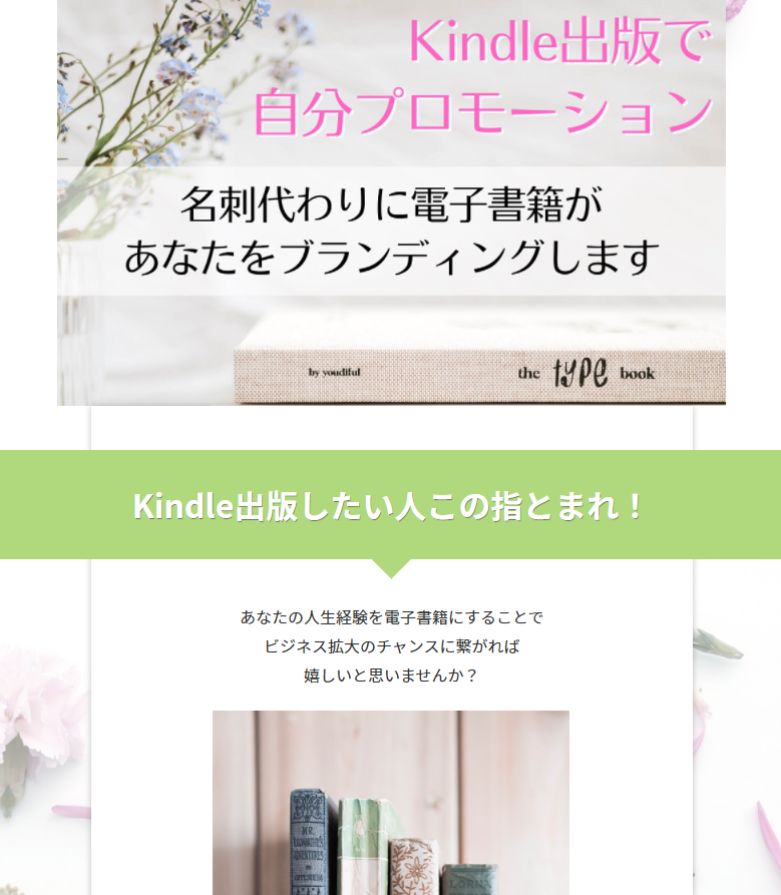 Kindle出版で
自分プロモーション
名刺代わりに電子書籍が
あなたをブランディングします
by youdiful
the type book
Kindle出版したい人この指とまれ！
あなたの人生経験を電子書籍にすることで
ビジネス拡大のチャンスに繋がれば
嬉しいと思いませんか？
MR.
ADVENTURES
LORNA